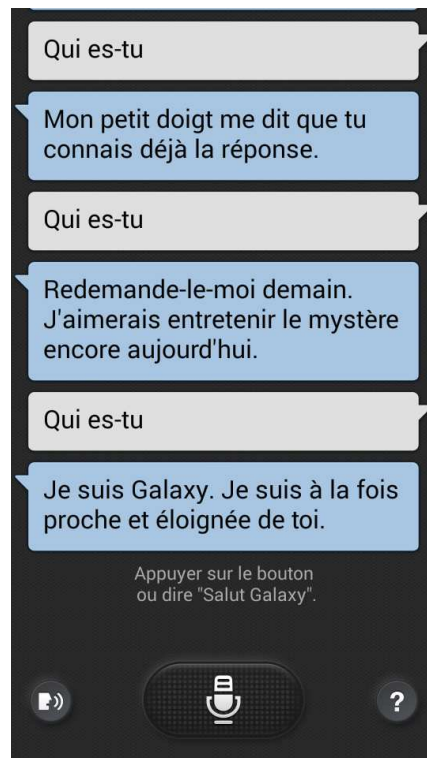 Qui es-tu
Mon petit doigt me dit que tu
connais déjà la réponse.
Qui es-tu
Redemande-le-moi demain.
J'aimerais entretenir le mystère
encore aujourd'hui.
Qui es-tu
Je suis Galaxy. Je suis à la fois
proche et éloignée de toi.
Appuyer sur le bouton
ou dire "Salut Galaxy".
?